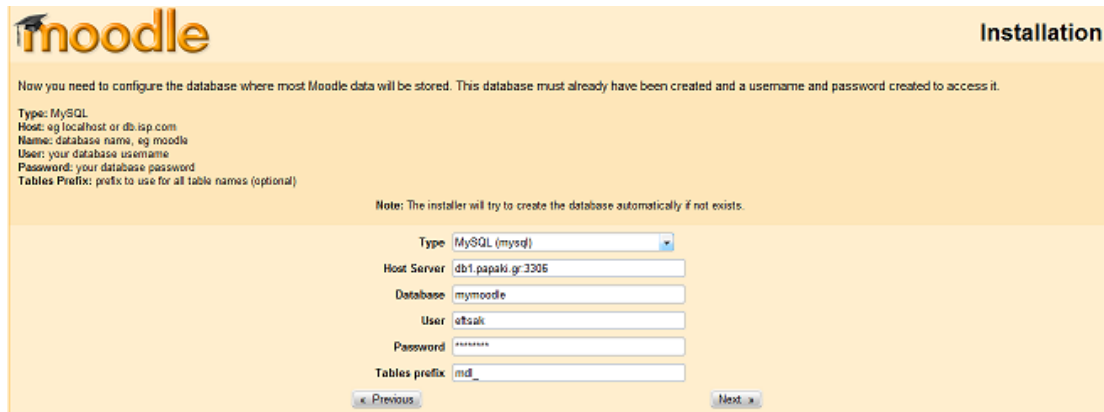 moodle
Installation
Now you need to configure the database where most Moodle data will be stored. This database must already have been created and a username and password created to access it.
Type: MySQL
Host: eg localhost or db.isp.com
Name: database name, eg moodle
User: your database username
Password: your database password
Tables Prefix: prefix to use for all table names (optional)
Note: The installer will try to create the database automatically if not exists.
Type MySQL (mysql)
Host Server db1.papaki.gr:3306
Database mymoodle
User eftsak
Password ********
Tables prefix mdl_
« Previous Next »